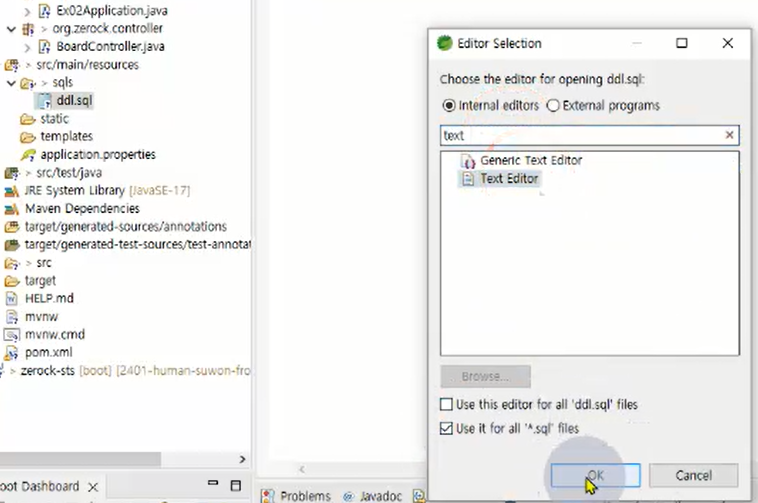 Ex02Application.java
org.zerock.controller
BoardController.java
src/main/resources
sqls
ddl.sql
static
templates
application.properties
src/test/java
JRE System Library [JavaSE-17]
Maven Dependencies
target/generated-sources/annotations
target/generated-test-sources/test-annotat
src
target
HELP.md
mvnw
mvnw.cmd
pom.xml
zerock-sts [boot] [2401-human-suwon-fro
oot Dashboard
Problems
Javadoc
Editor Selection
Choose the editor for opening ddl.sql:
Internal editors External programs
text
Generic Text Editor
Text Editor
Browse...
Use this editor for all 'ddl.sql' files
Use it for all '*.sql' files
OK Cancel